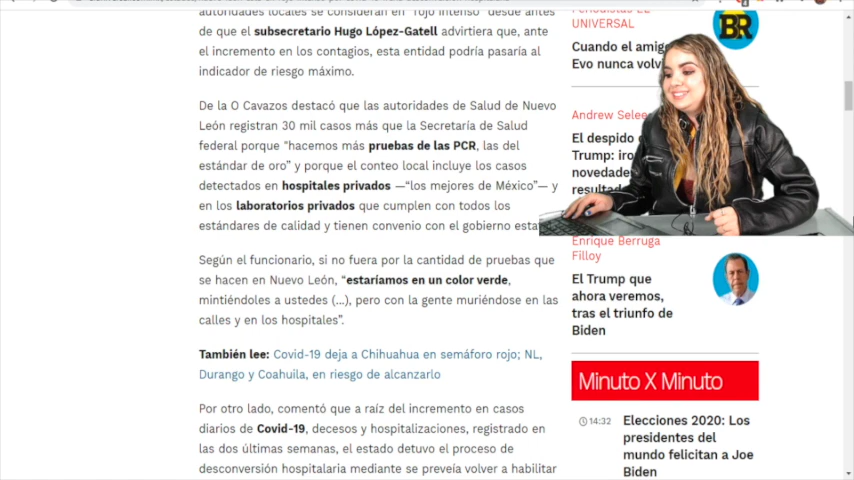 autoridades locales se consideran en "rojo intenso" desde antes
de que el subsecretario Hugo López-Gatell advirtiera que, ante
el incremento en los contagios, esta entidad podría pasaría al
indicador de riesgo máximo.
De la O Cavazos destacó que las autoridades de Salud de Nuevo
León registran 30 mil casos más que la Secretaría de Salud
federal porque "hacemos más pruebas de las PCR, las del
estándar de oro") y porque el conteo local incluye los casos
detectados en hospitales privados —"los mejores de México"— y
en los laboratorios privados que cumplen con todos los
estándares de calidad y tienen convenio con el gobierno
Según el funcionario, si no fuera por la cantidad de pruebas que
se hacen en Nuevo León, "estaríamos en un color verde,
mintiéndoles a ustedes (...), pero con la gente muriéndose en las
calles y en los hospitales".
También lee: Covid-19 deja a Chihuahua en semáforo rojo; NL,
Durango y Coahuila, en riesgo de alcanzarlo
Por otro lado, comentó que a raíz del incremento en casos
diarios de Covid-19, decesos y hospitalizaciones, registrado en
las dos últimas semanas, el estado detuvo el proceso de
desconversión hospitalaria mediante se preveía volver a habilitar
Periodistas EL
UNIVERSAL
Cuando el
Evo nunca
BR
Andrew
El despido
Trump:
Enrique Berruga
Filloy
El Trump que
ahora veremos,
tras el triunfo de
Biden
Minuto X Minuto
14:32
Elecciones 2020: Los
presidentes del
mundo felicitan a Joe
Biden